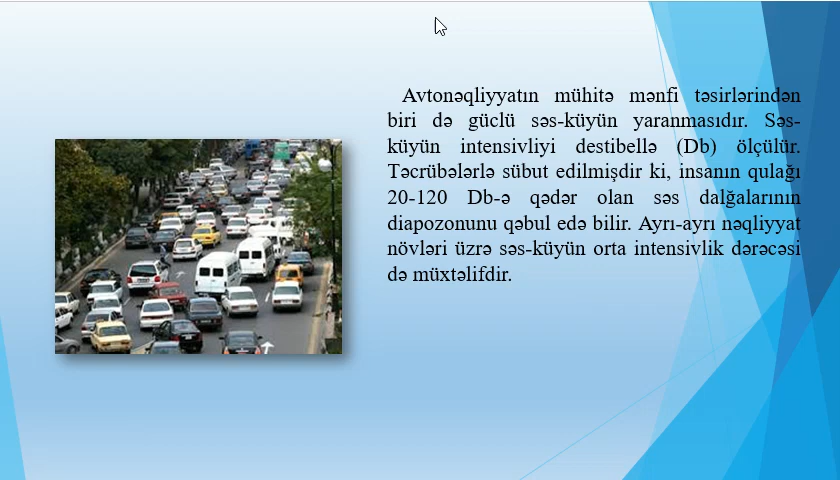 Avtonəqliyyatın mühitə mənfi təsirlərindən
biri də güclü səs-küyün yaranmasıdır. Səs-
küyün intensivliyi destibellə (Db) ölçülür.
Təcrübələrlə sübut edilmişdir ki, insanın qulağı
20-120 Db-ə qədər olan səs dalğalarının
diapozonunu qəbul edə bilir. Ayrı-ayrı nəqliyyat
növləri üzrə səs-küyün orta intensivlik dərəcəsi
də müxtəlifdir.